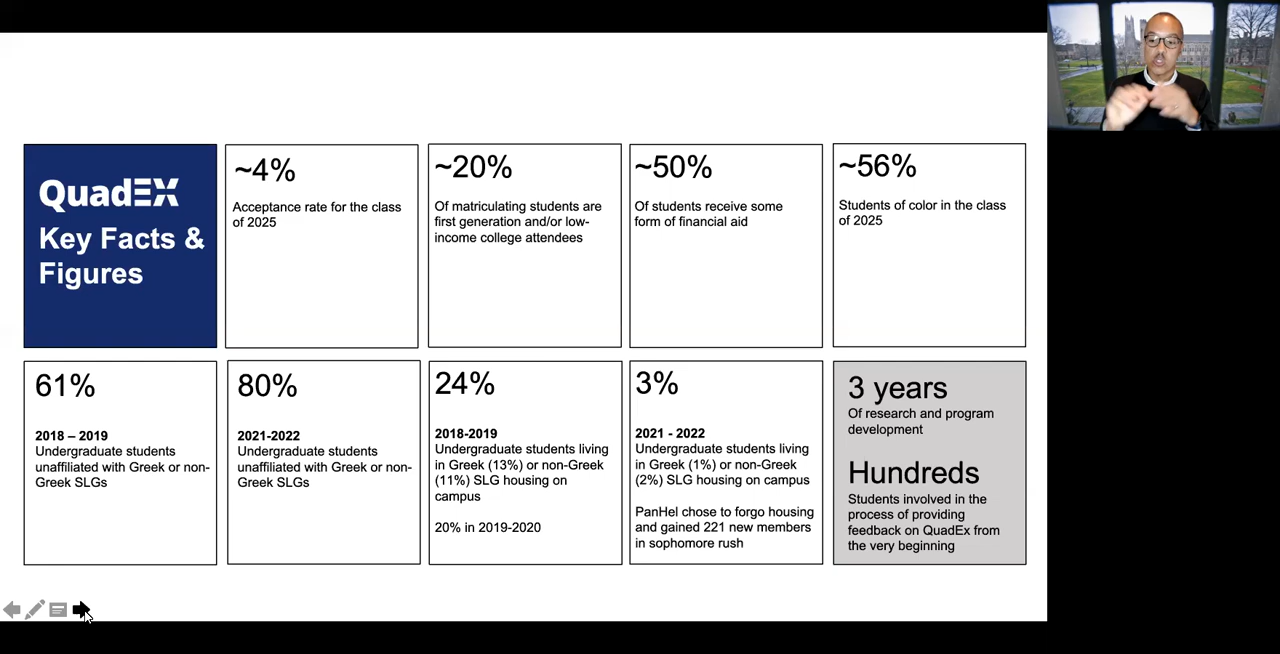 QuadEX
Key Facts &
Figures
~4%
Acceptance rate for the class
of 2025
~20%
Of matriculating students are
first generation and/or low-
income college attendees
~50%
Of students receive some
form of financial aid
~56%
Students of color in the class
of 2025
61%
2018 – 2019
Undergraduate students
unaffiliated with Greek or non-
Greek SLGs
80%
2021-2022
Undergraduate students
unaffiliated with Greek or non-
Greek SLGs
24%
2018-2019
Undergraduate students living
in Greek (13%) or non-Greek
(11%) SLG housing on
campus
20% in 2019-2020
3%
2021 - 2022
Undergraduate students living
in Greek (1%) or non-Greek
(2%) SLG housing on campus
PanHel chose to forgo housing
and gained 221 new members
in sophomore rush
3 years
Of research and program
development
Hundreds
Students involved in the
process of providing
feedback on QuadEx from
the very beginning